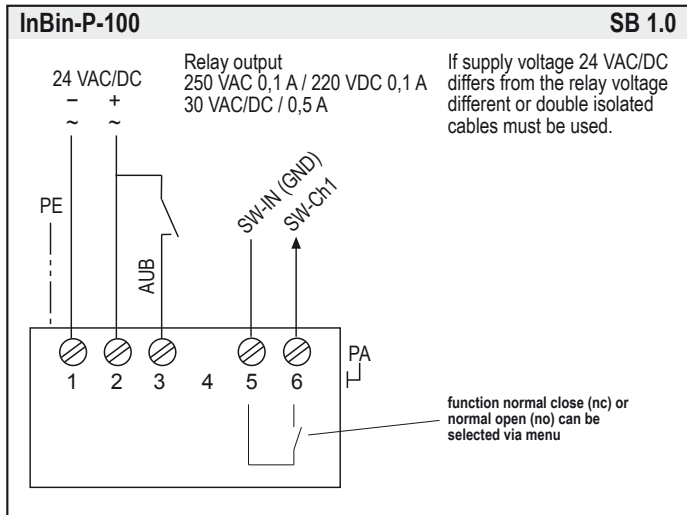 InBin-P-100
SB 1.0
24 VAC/DC
– +
~ ~
Relay output
250 VAC 0,1 A / 220 VDC 0,1 A
30 VAC/DC / 0,5 A
If supply voltage 24 VAC/DC
differs from the relay voltage
different or double isolated
cables must be used.
PE
AUB
SW-IN (GND)
SW-Ch1
PA
1 2 3 4 5 6
function normal close (nc) or
normal open (no) can be
selected via menu